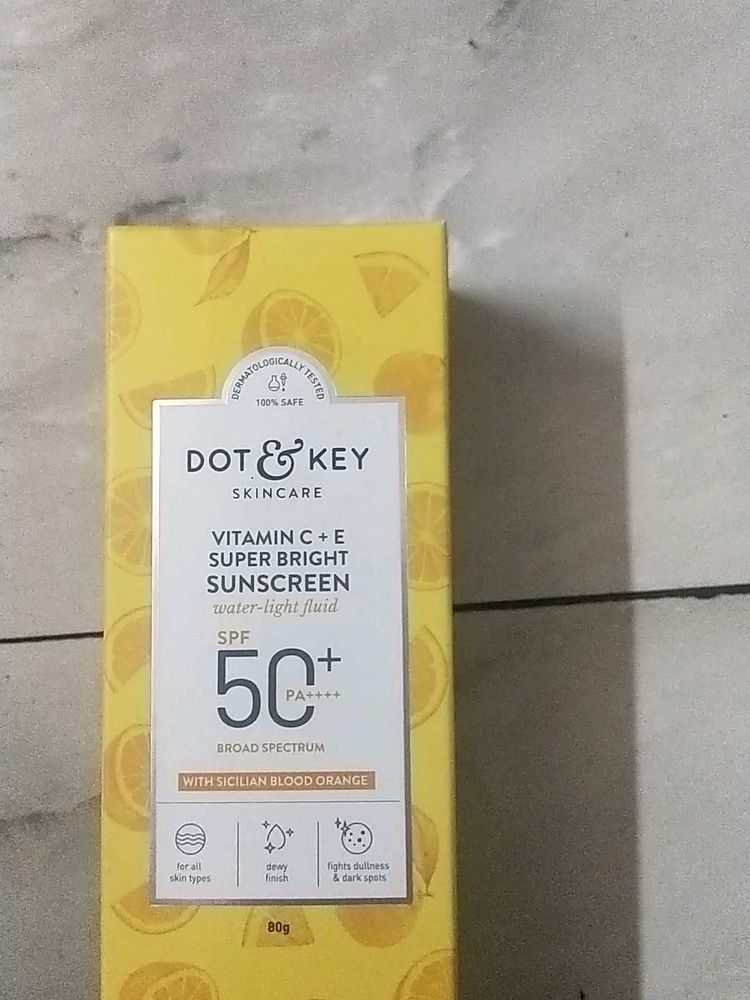 DERMATOLOGICALLY TESTED
100% SAFE
DOT & KEY
SKINCARE
VITAMIN C + E
SUPER BRIGHT
SUNSCREEN
water-light fluid
SPF
50+
PA++++
BROAD SPECTRUM
WITH SICILIAN BLOOD ORANGE
for all
skin types
dewy
finish
fights dullness
& dark spots
80g